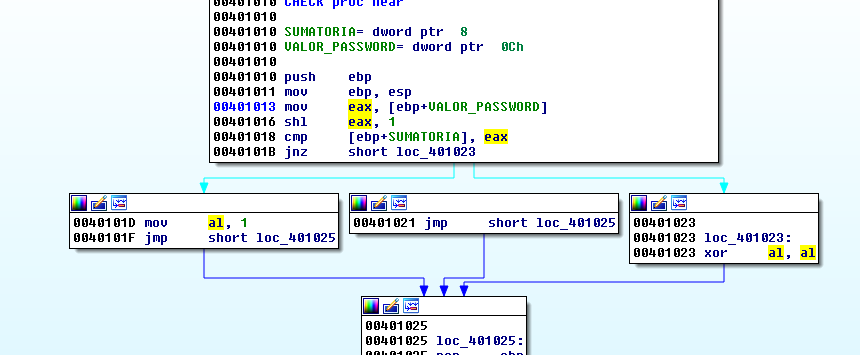 00401010 CHECK proc near
00401010
00401010 SUMATORIA= dword ptr  8
00401010 VALOR_PASSWORD= dword ptr  0Ch
00401010
00401010 push    ebp
00401011 mov     ebp, esp
00401013 mov     eax, [ebp+VALOR_PASSWORD]
00401016 shl     eax, 1
00401018 cmp     [ebp+SUMATORIA], eax
0040101B jnz     short loc_401023
0040101D mov     al, 1
0040101F jmp     short loc_401025
00401021 jmp     short loc_401025
00401023
00401023 loc_401023:
00401023 xor     al, al
00401025
00401025 loc_401025: